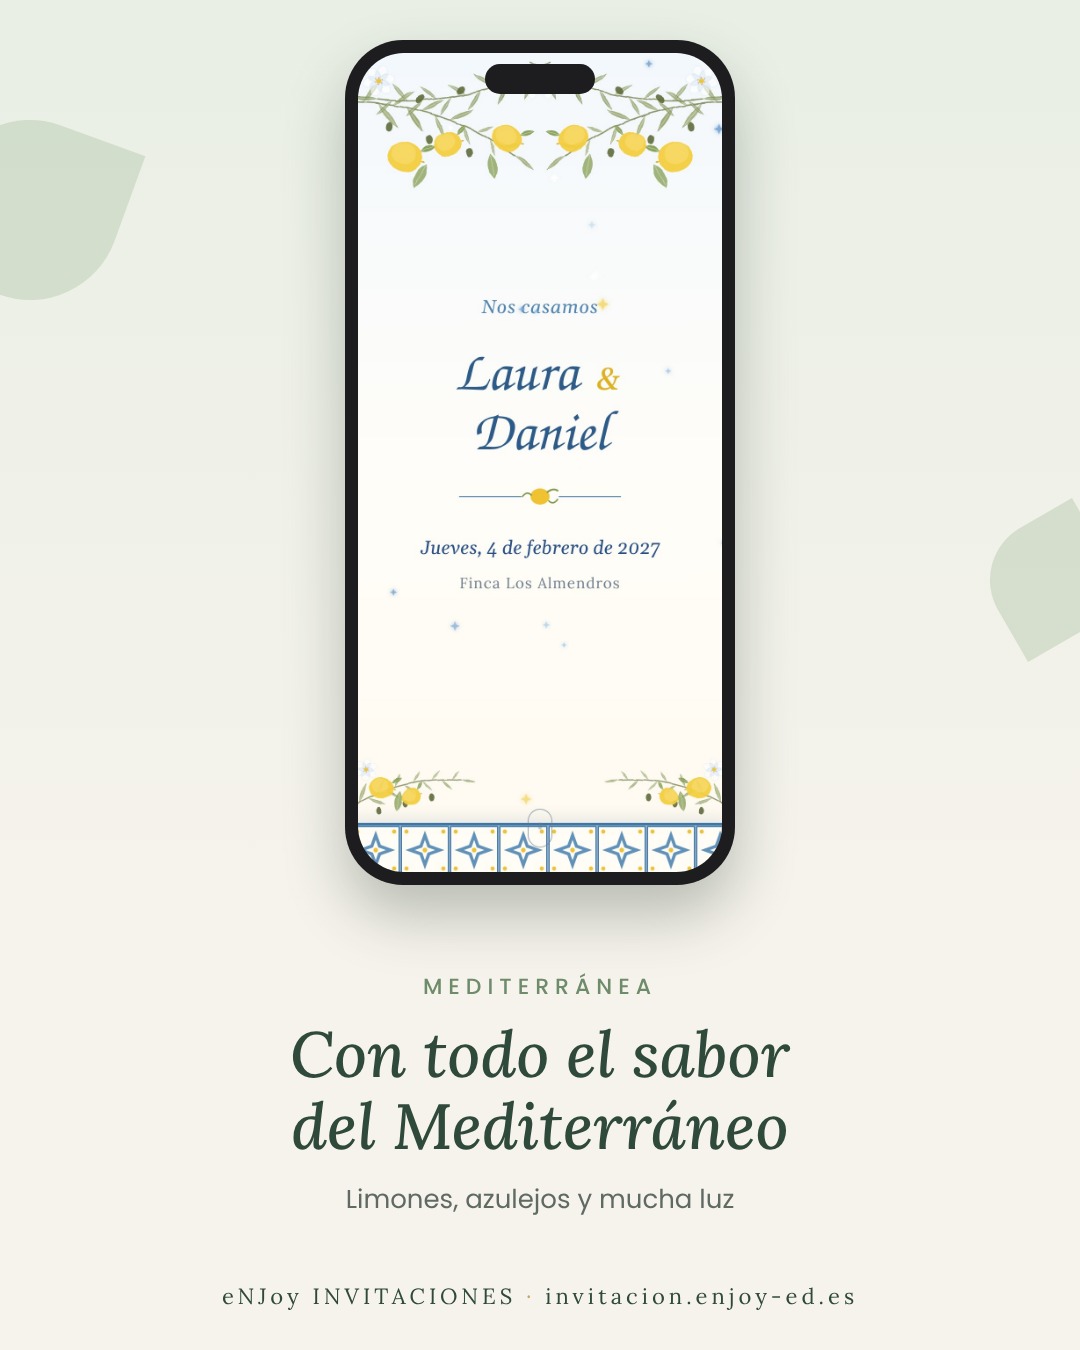 Nos casamos
Laura &
Daniel
Jueves, 4 de febrero de 2027
Finca Los Almendros
MEDITERRÁNEA
Con todo el sabor
del Mediterráneo
Limones, azulejos y mucha luz
eNJoy INVITACIONES · invitacion.enjoy-ed.es